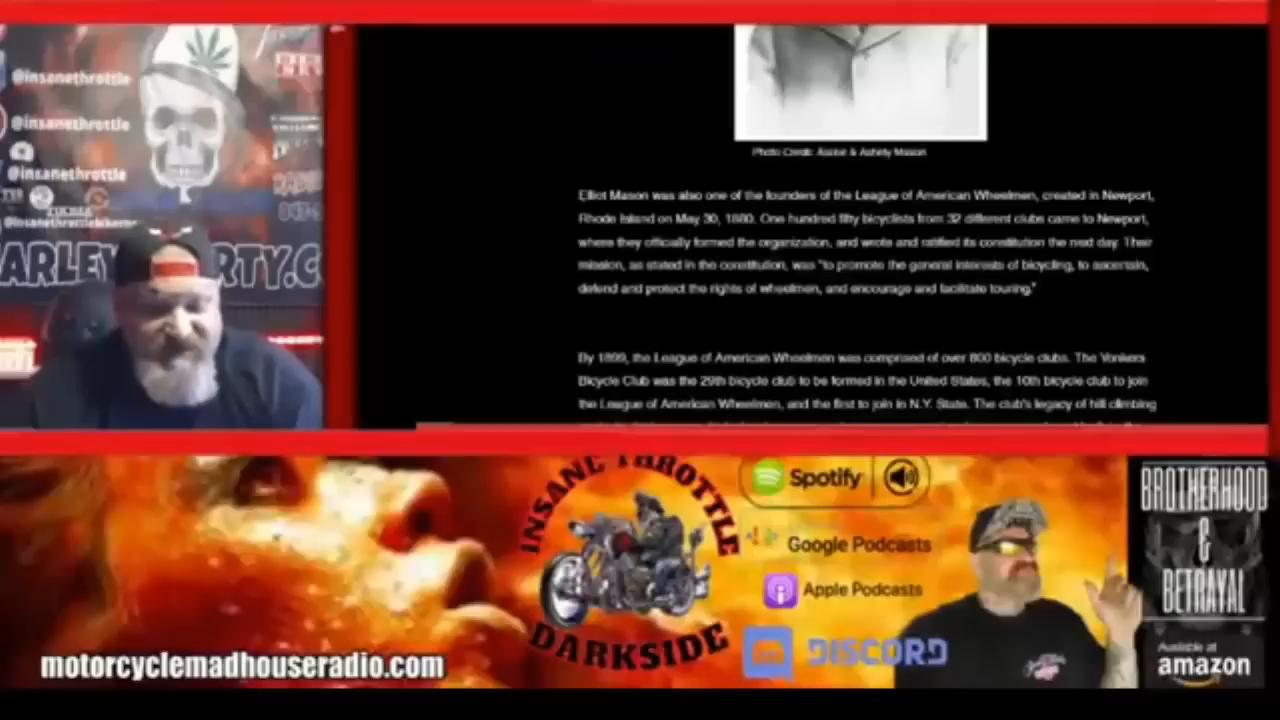 @insanethrottle
@insanethrottle
@insanethrottle
@insanethrottlebikern
ARLEY RTY.C
Photo Credit: & Ashely Mason
Elliot Mason was also one of the founders of the League of American Wheelmen, created in Newport,
Rhode Island on May 30, 1880. One hundred fifty bicyclists from 32 different clubs came to Newport,
where they officially formed the organization, and wrote and ratified its constitution the next day. Their
mission, as stated in the constitution, was "to promote the general interests of bicycling, to ascertain,
defend and protect the rights of wheelmen, and encourage and facilitate touring."
By 1899, the League of American Wheelmen was comprised of over 800 bicycle clubs. The Yonkers
Bicycle Club was the 29th bicycle club to be formed in the United States, the 10th bicycle club to join
the League of American Wheelmen, and the first to join in N.Y. State. The club's legacy of hill climbing
INSANE THROTTLE
DARKSIDE
motorcyclemadhouseradio.com
Spotify
Google Podcasts
Apple Podcasts
DISCORD
BROTHERHOOD
&
BETRAYAL
Available at
amazon